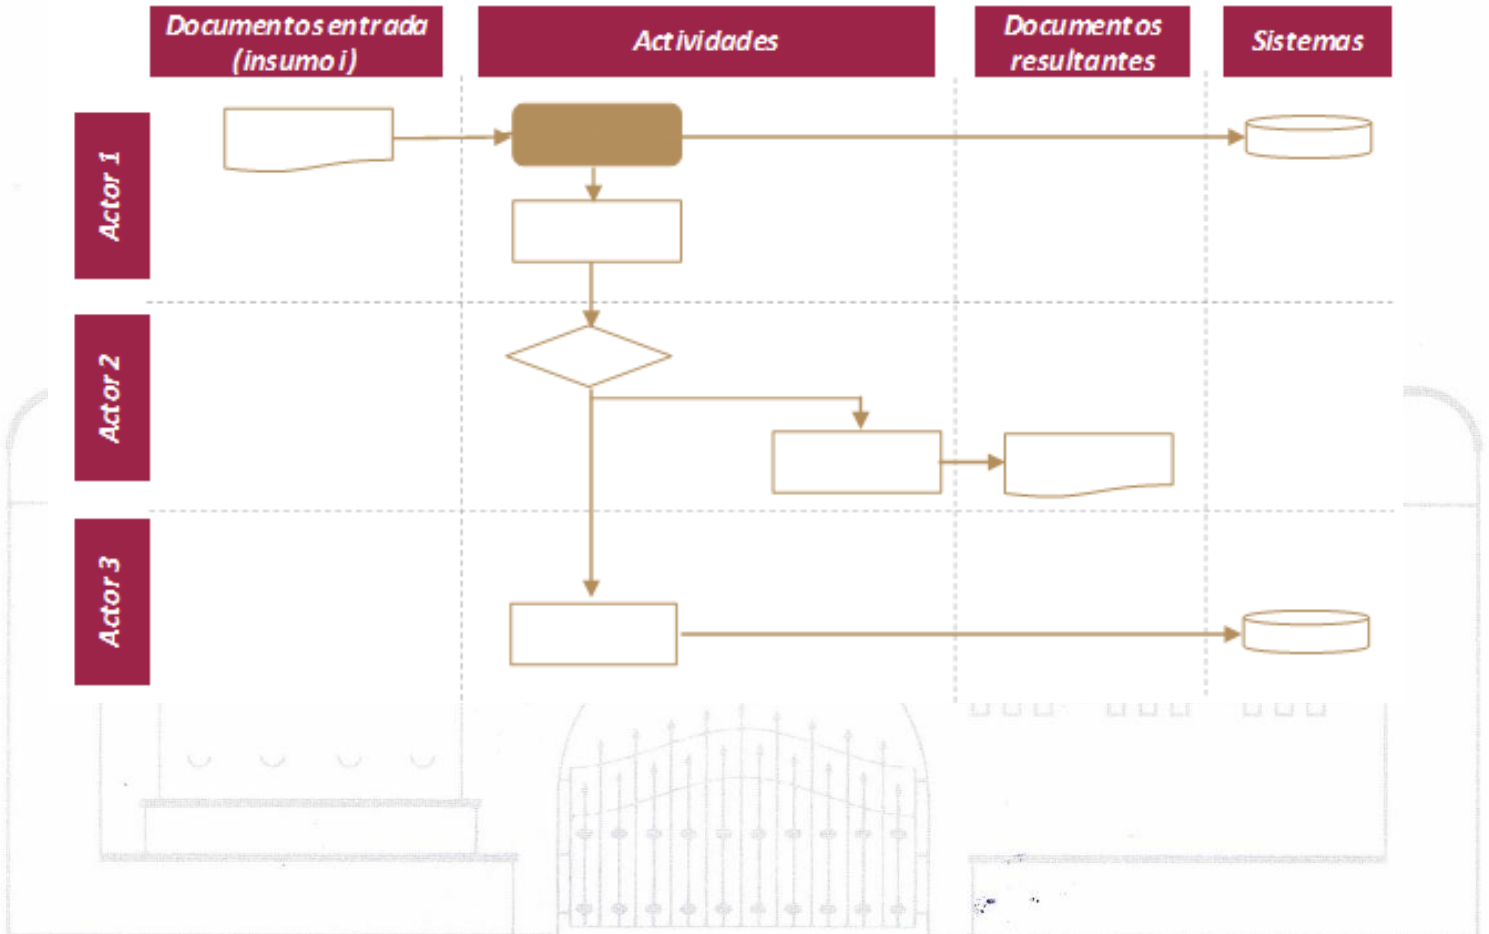 Documentos entrada
(insumo i)
Actividades
Documentos
resultantes
Sistemas
Actor 1
Actor 2
Actor 3